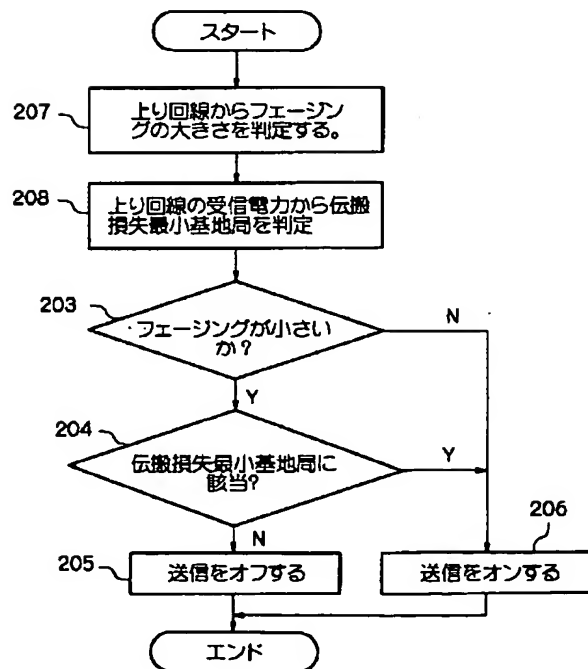 スタート
207
上り回線からフェージン
グの大きさを判定する。
208
上り回線の受信電力から伝搬
損失最小基地局を判定
203
フェージングが小さい
か?
N
Y
204
伝搬損失最小基地局に
該当?
Y
N
205
送信をオフする
206
送信をオンする
エンド